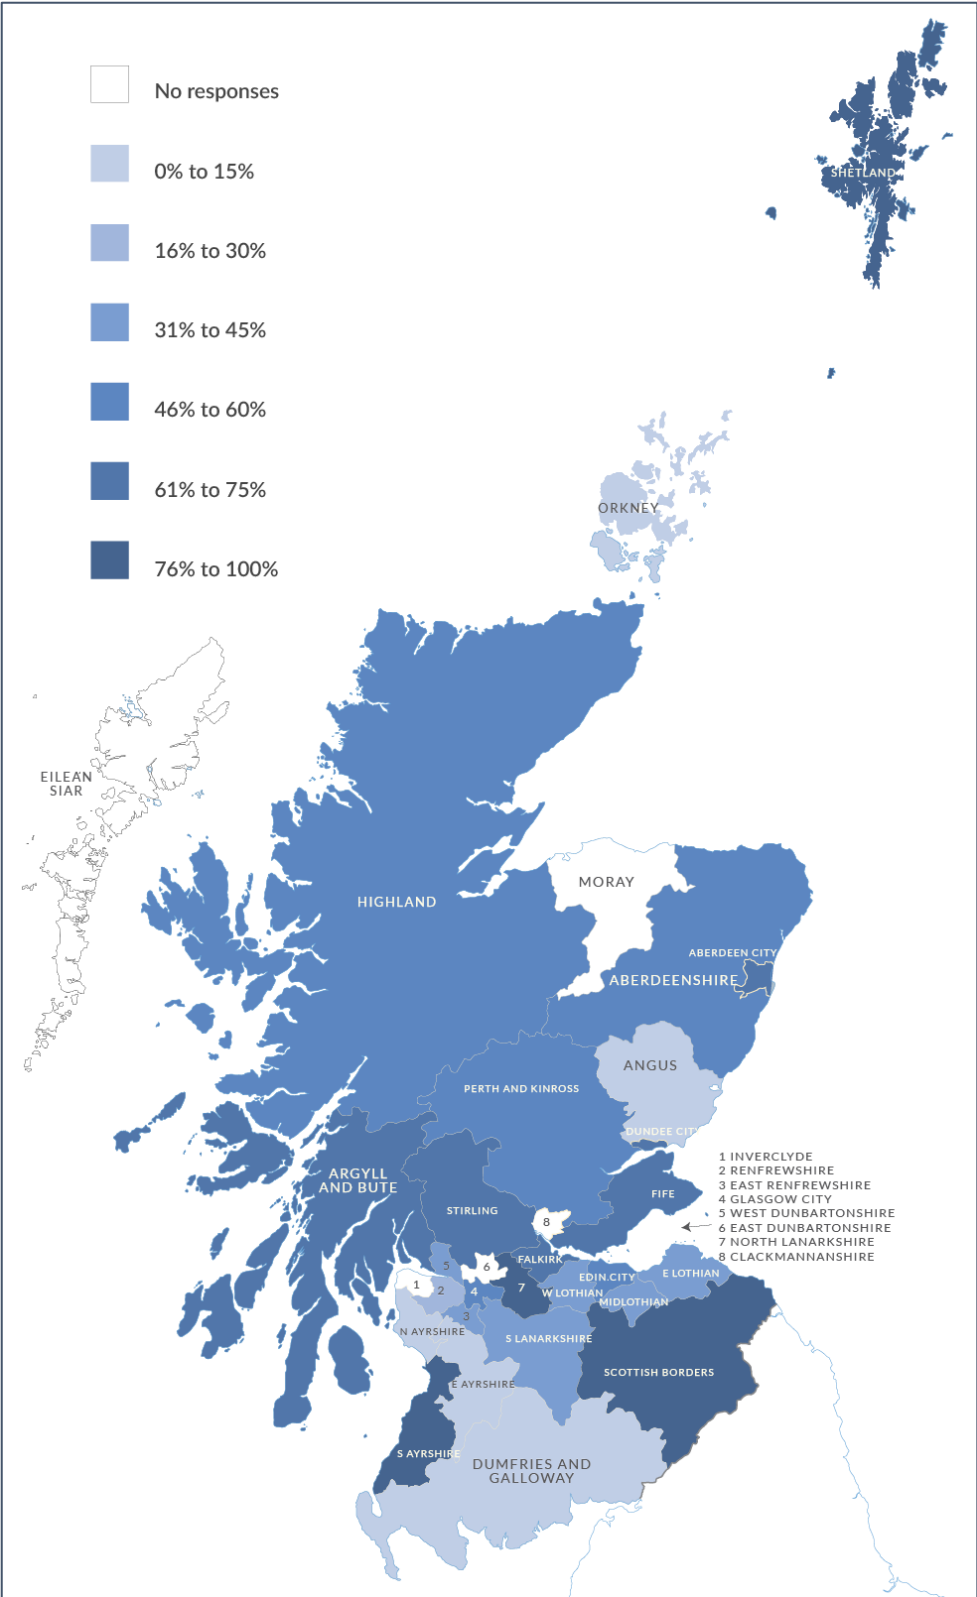 No responses
0% to 15%
16% to 30%
31% to 45%
46% to 60%
61% to 75%
76% to 100%
SHETLAND
ORKNEY
EILEAN
SIAR
HIGHLAND
MORAY
ABERDEEN CITY
ABERDEENSHIRE
ANGUS
PERTH AND KINROSS
DUNDEE CIT
ARGYLL
AND BUTE
STIRLING
FIFE
1 INVERCLYDE
2 RENFREWSHIRE
3 EAST RENFREWSHIRE
4 GLASGOW CITY
5 WEST DUNBARTONSHIRE
6 EAST DUNBARTONSHIRE
7 NORTH LANARKSHIRE
8 CLACKMANNANSHIRE
8
FALKIRK
5
6
E LOTHIAN
EDIN.CITY
1
2
4
7
W LOTHIAN
MIDLOTHIAN
3
N AYRSHIRE
S LANARKSHIRE
SCOTTISH BORDERS
E AYRSHIRE
S AYRSHIRE
DUMFRIES AND
GALLOWAY